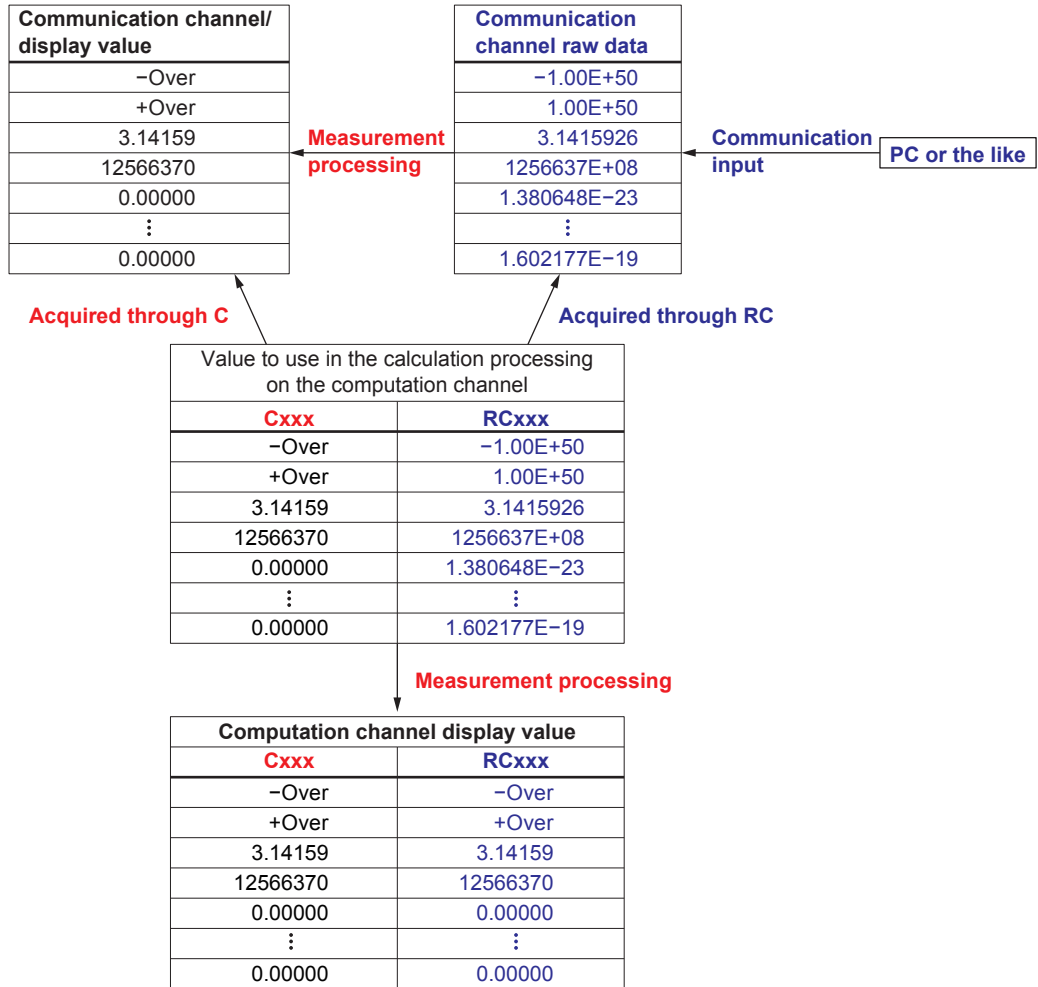 Communication channel/
display value
−Over
+Over
3.14159
12566370
0.00000
⋮
0.00000
Measurement
processing
Communication
channel raw data
−1.00E+50
1.00E+50
3.1415926
1256637E+08
1.380648E−23
⋮
1.602177E−19
Communication
input
PC or the like
Acquired through C
Acquired through RC
Value to use in the calculation processing
on the computation channel
Cxxx RCxxx
−Over −1.00E+50
+Over 1.00E+50
3.14159 3.1415926
12566370 1256637E+08
0.00000 1.380648E−23
⋮ ⋮
0.00000 1.602177E−19
Measurement processing
Computation channel display value
Cxxx RCxxx
−Over −Over
+Over +Over
3.14159 3.14159
12566370 12566370
0.00000 0.00000
⋮ ⋮
0.00000 0.00000